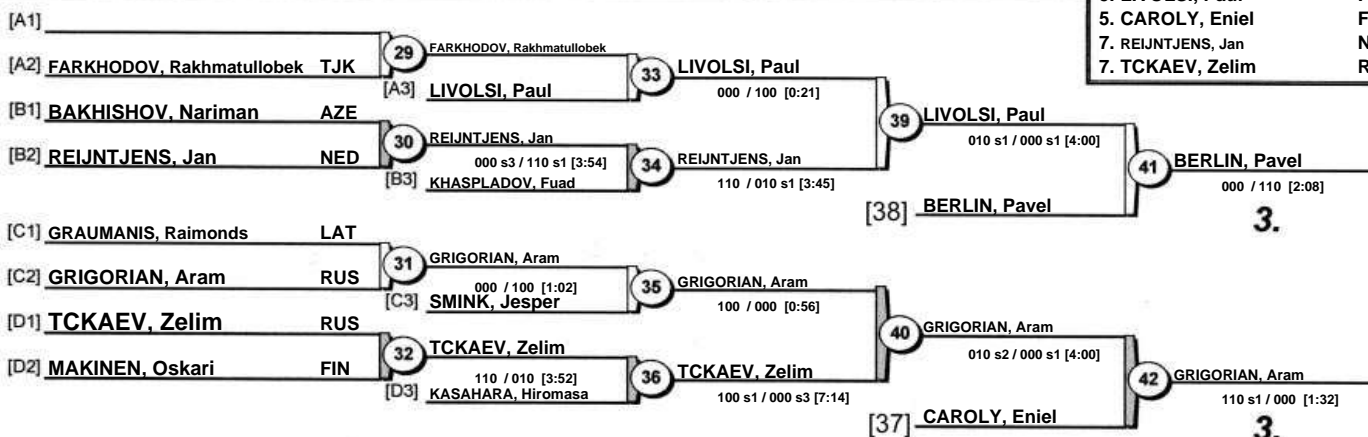 5. CAROLY, Eniel F
7. REIJNTJENS, Jan N
7. TCKAEV, Zelim R
[A1]
[A2] FARKHODOV, Rakhmatullobek TJK
29
FARKHODOV, Rakhmatullobek
[A3] LIVOLSI, Paul
33
LIVOLSI, Paul
000 / 100 [0:21]
[B1] BAKHISHOV, Nariman AZE
[B2] REIJNTJENS, Jan NED
30
REIJNTJENS, Jan
000 s3 / 110 s1 [3:54]
[B3] KHASPLADOV, Fuad
34
REIJNTJENS, Jan
110 / 010 s1 [3:45]
39
LIVOLSI, Paul
010 s1 / 000 s1 [4:00]
[38] BERLIN, Pavel
41
BERLIN, Pavel
000 / 110 [2:08]
3.
[C1] GRAUMANIS, Raimonds LAT
[C2] GRIGORIAN, Aram RUS
31
GRIGORIAN, Aram
000 / 100 [1:02]
[C3] SMINK, Jesper
35
GRIGORIAN, Aram
100 / 000 [0:56]
[D1] TCKAEV, Zelim RUS
[D2] MAKINEN, Oskari FIN
32
TCKAEV, Zelim
110 / 010 [3:52]
[D3] KASAHARA, Hiromasa
36
TCKAEV, Zelim
100 s1 / 000 s3 [7:14]
40
GRIGORIAN, Aram
010 s2 / 000 s1 [4:00]
[37] CAROLY, Eniel
42
GRIGORIAN, Aram
110 s1 / 000 [1:32]
3.